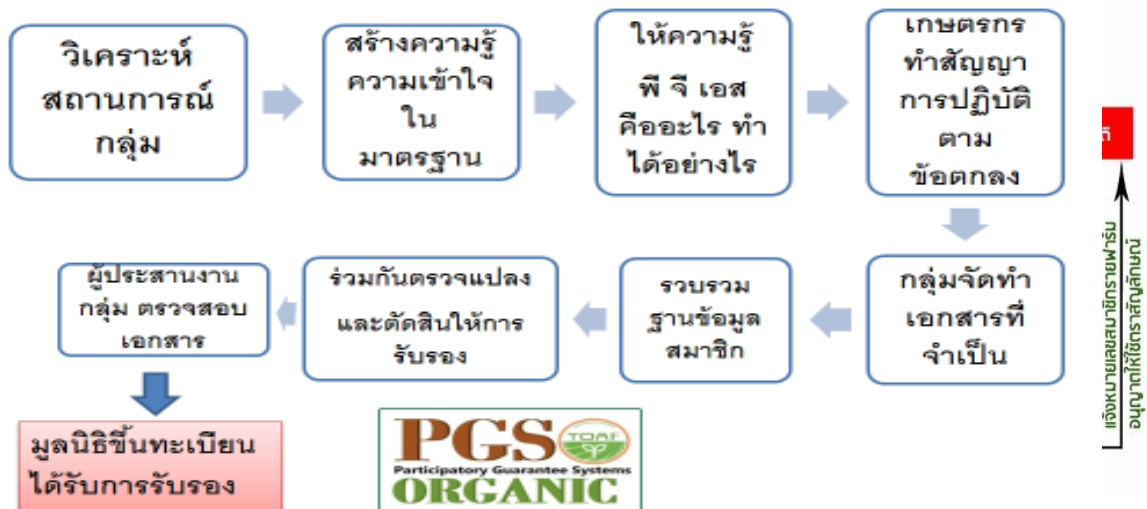 วิเคราะห์
สถานการณ์
กลุ่ม
สร้างความรู้
ความเข้าใจ
ใน
มาตรฐาน
ให้ความรู้
พี จี เอส
คืออะไร ทำ
ได้อย่างไร
เกษตรกร
ทำสัญญา
การปฏิบัติ
ตาม
ข้อตกลง
กลุ่มจัดทำ
เอกสารที่
จำเป็น
รวบรวม
ฐานข้อมูล
สมาชิก
ร่วมกันตรวจแปลง
และตัดสินให้การ
รับรอง
ผู้ประสานงาน
กลุ่ม ตรวจสอบ
เอกสาร
มูลนิธิขึ้นทะเบียน
ได้รับการรับรอง
PGS
TOAF
Participatory Guarantee Systems
ORGANIC
แจ้งหมายเลขสมาชิกรายฟาร์ม
อนุญาตให้ใช้ตราสัญลักษณ์